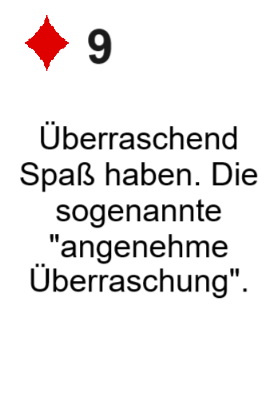 9
Überraschend
Spaß haben. Die
sogenannte
"angenehme
Überraschung".